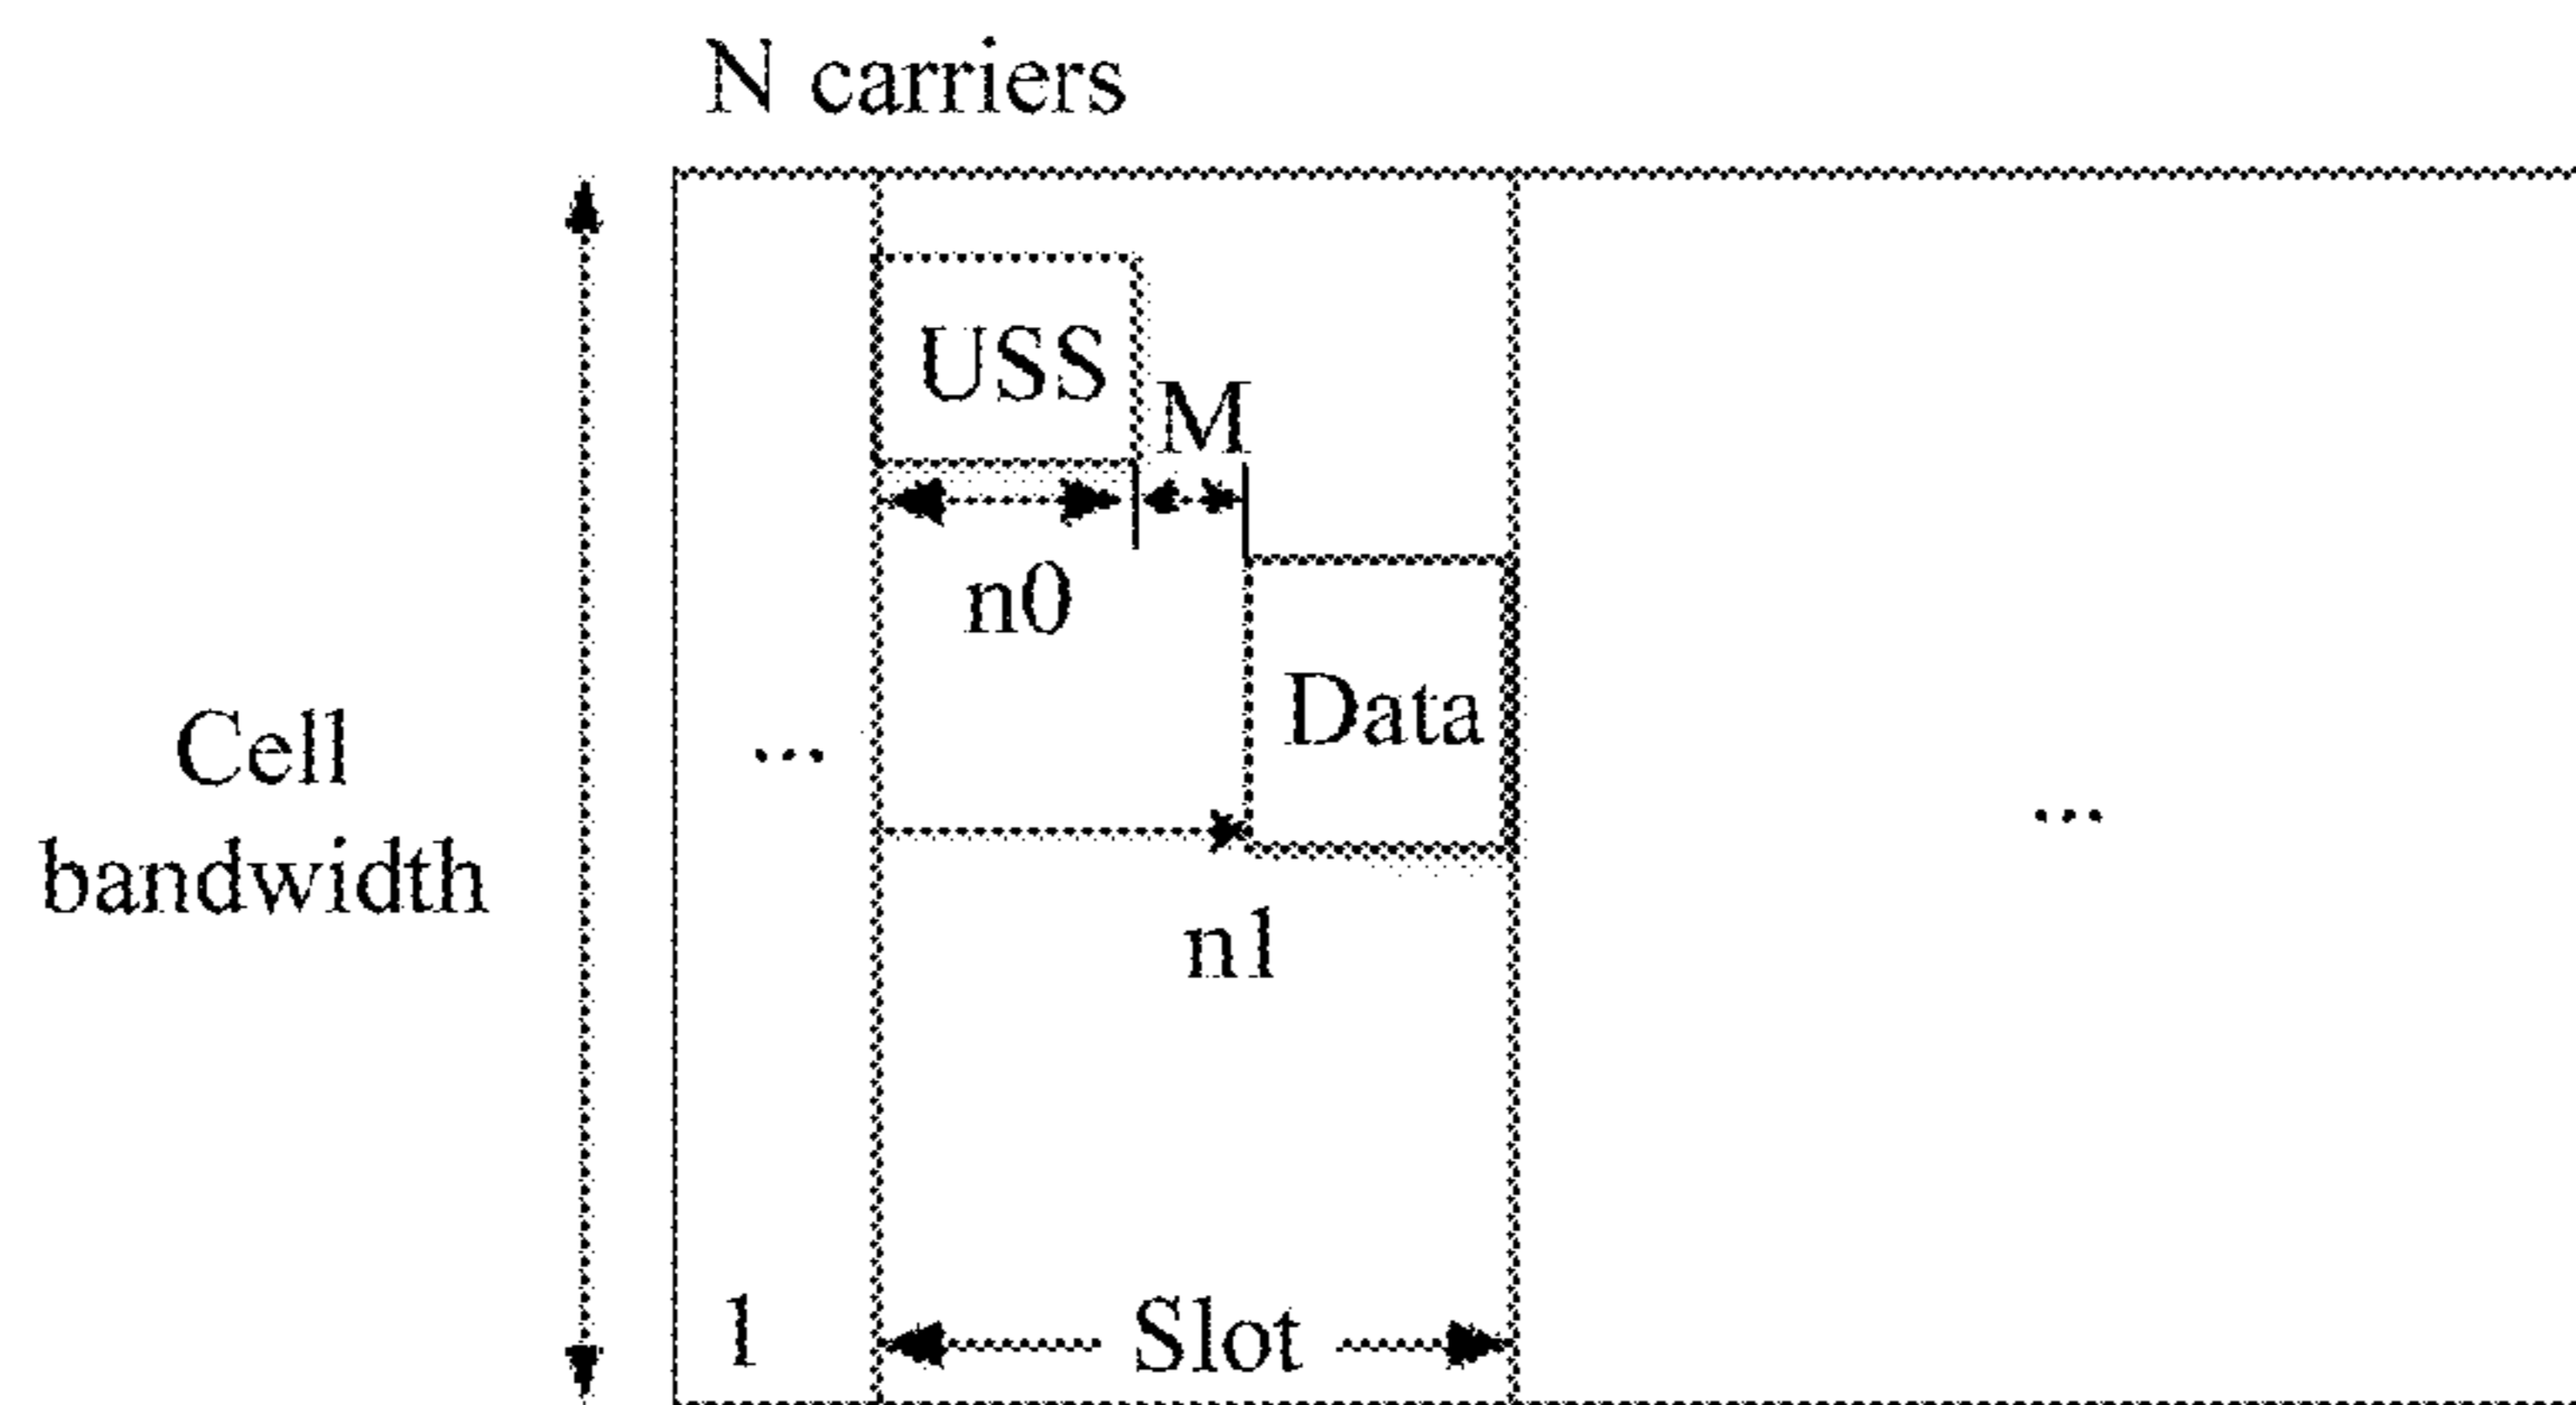 N carriers
USS
M
n0
Data
Cell
bandwidth
...
...
n1
1
Slot